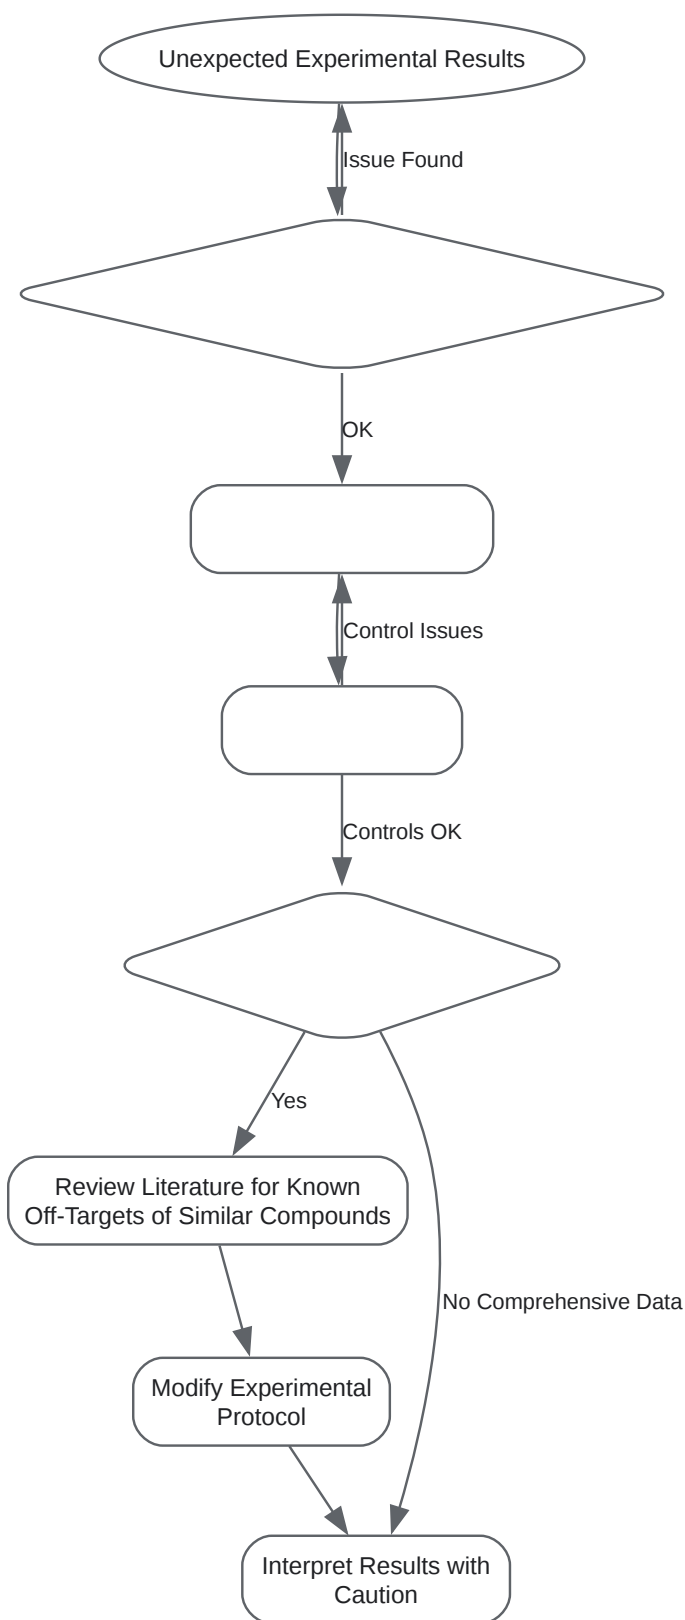 Unexpected Experimental Results
Issue Found
OK
Control Issues
Controls OK
Yes
Review Literature for Known
Off-Targets of Similar Compounds
No Comprehensive Data
Modify Experimental
Protocol
Interpret Results with
Caution